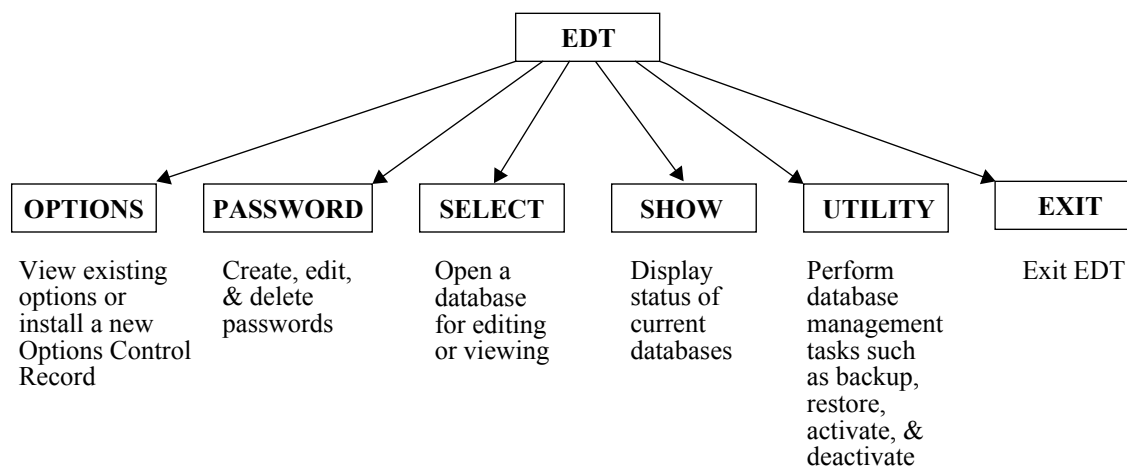 EDT
OPTIONS
PASSWORD
SELECT
SHOW
UTILITY
EXIT
View existing
options or
install a new
Options Control
Record
Create, edit,
& delete
passwords
Open a
database
for editing
or viewing
Display
status of
current
databases
Perform
database
management
tasks such
as backup,
restore,
activate, &
deactivate
Exit EDT